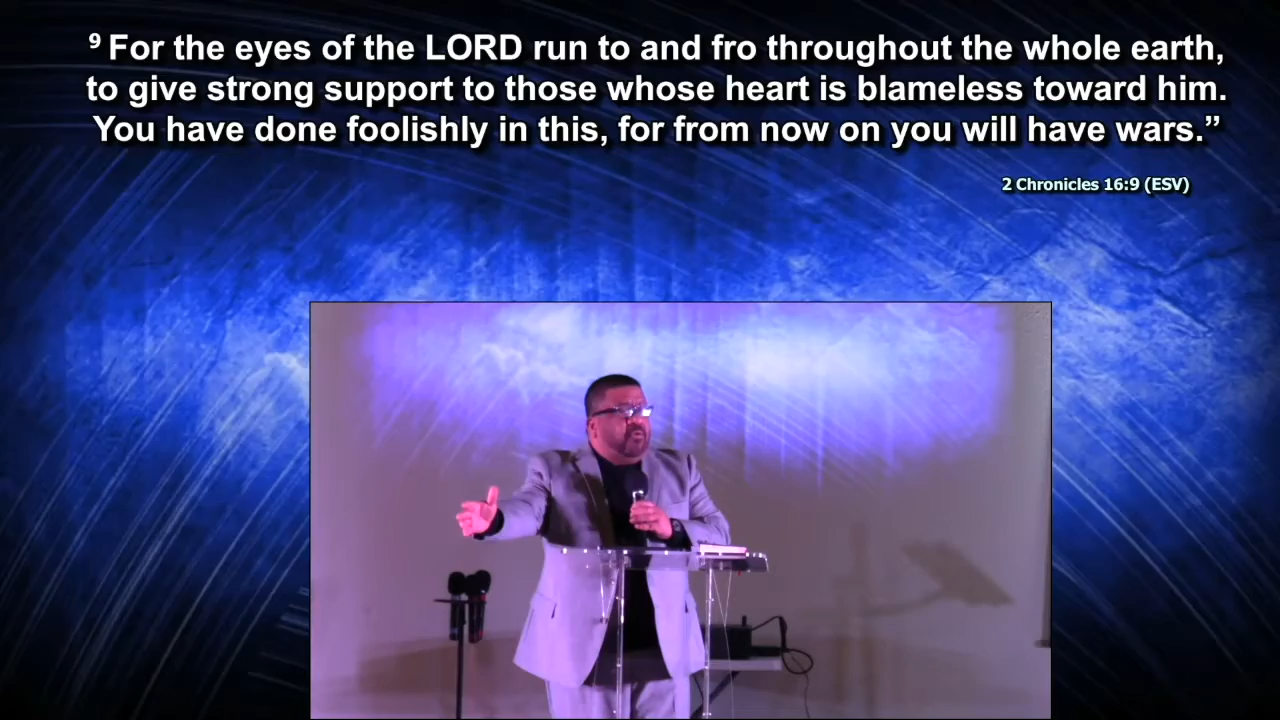 9 For the eyes of the LORD run to and fro throughout the whole earth,
to give strong support to those whose heart is blameless toward him.
You have done foolishly in this, for from now on you will have wars.”
2 Chronicles 16:9 (ESV)